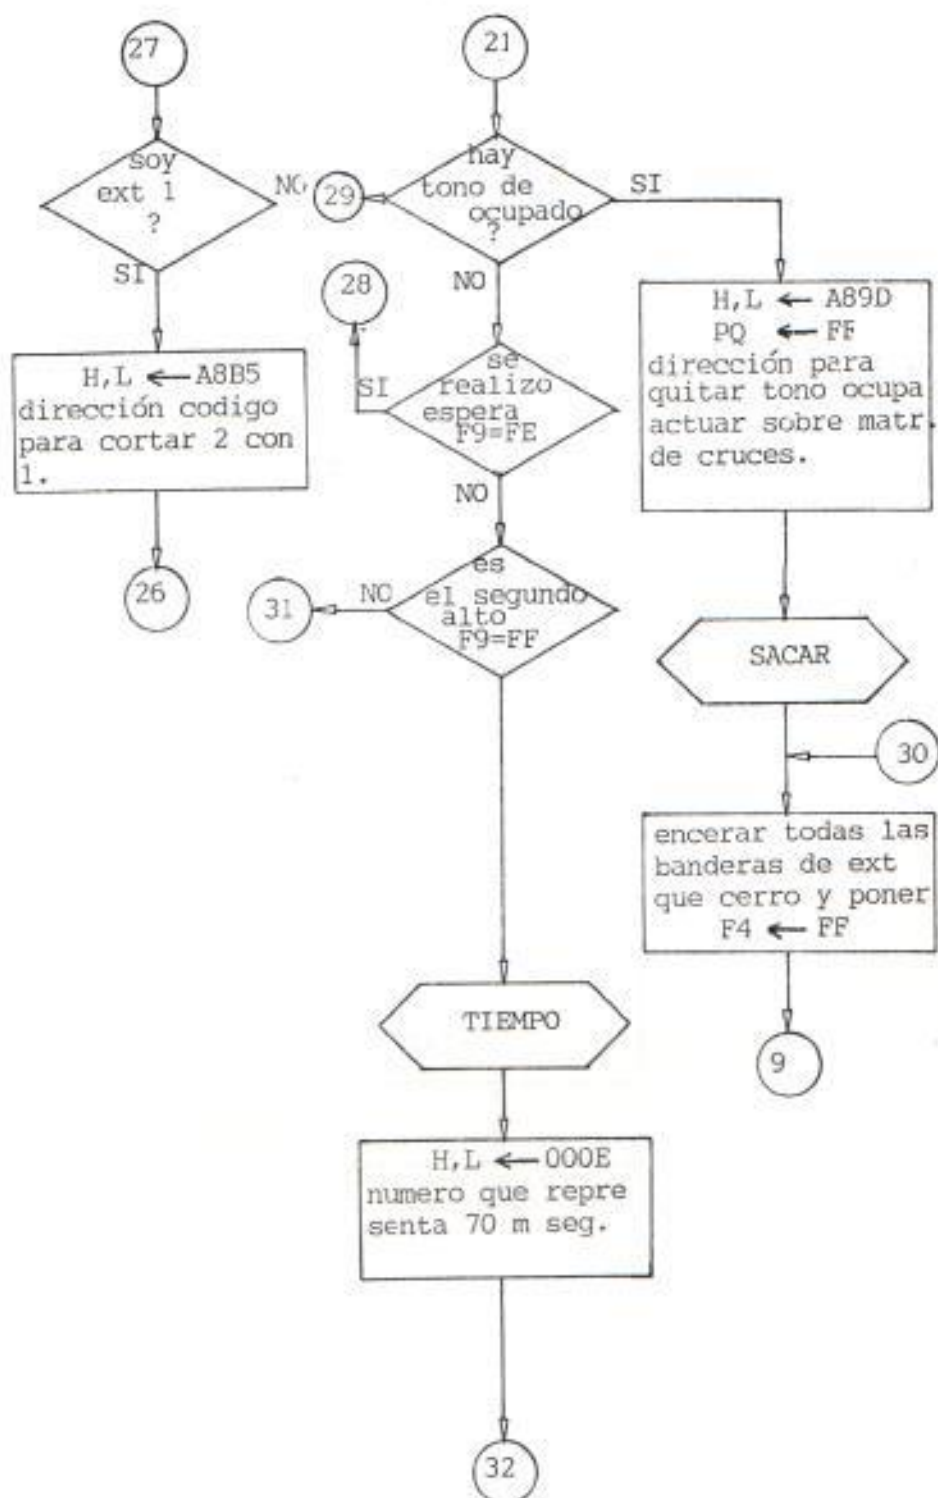 27
soy
ext 1
?
NO
SI
H,L ← A8B5
dirección codigo
para cortar 2 con
1.
26
21
hay
tono de
ocupado
?
29
SI
NO
28
se
realizo
espera
F9=FE
SI
NO
es
el segundo
alto
F9=FF
NO
31
TIEMPO
H,L ← 000E
numero que repre
senta 70 m seg.
32
H,L ← A89D
PQ ← FF
dirección para
quitar tono ocupa
actuar sobre matr.
de cruces.
SACAR
30
encerar todas las
banderas de ext
que cerro y poner
F4 ← FF
9